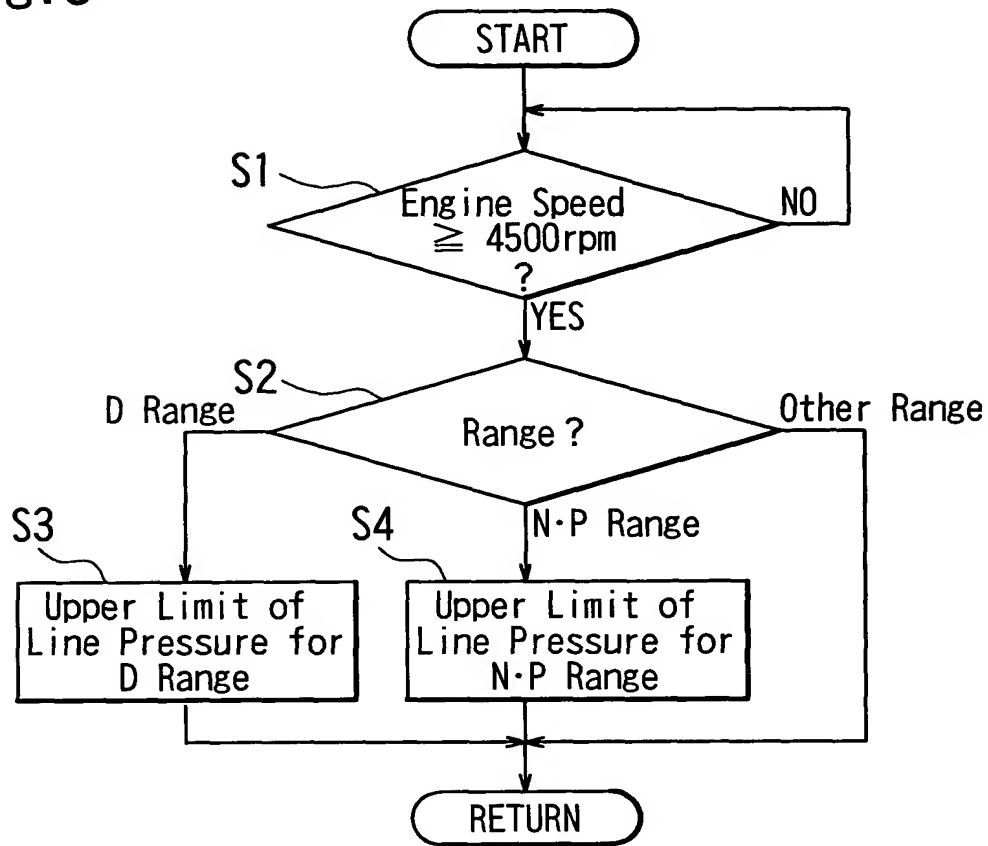 START
S1
Engine Speed
≧ 4500rpm
?
NO
YES
S2
D Range
Range?
Other Range
N·P Range
S3
S4
Upper Limit of
Line Pressure for
D Range
Upper Limit of
Line Pressure for
N·P Range
RETURN